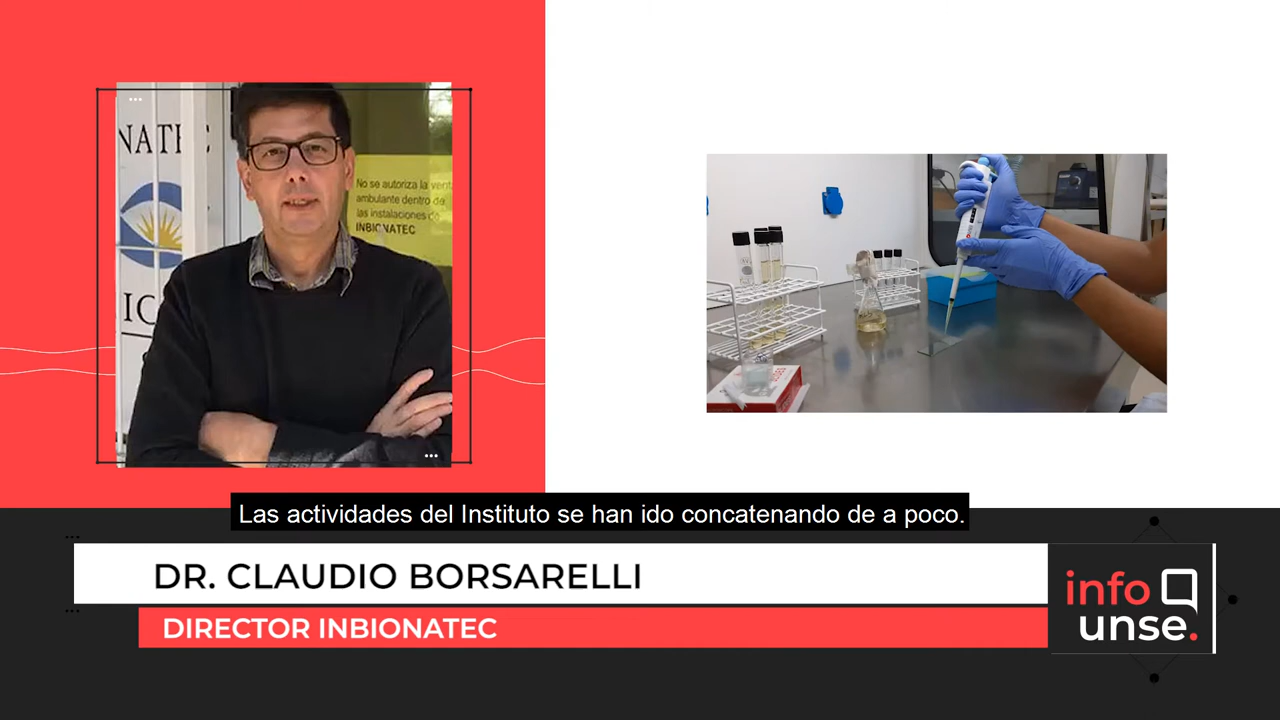 No se autoriza la vent
ambulante dentro de
las instalaciones de
INBIONATEC
Las actividades del Instituto se han ido concatenando de a poco.
DR. CLAUDIO BORSARELLI
DIRECTOR INBIONATEC
info
unse.